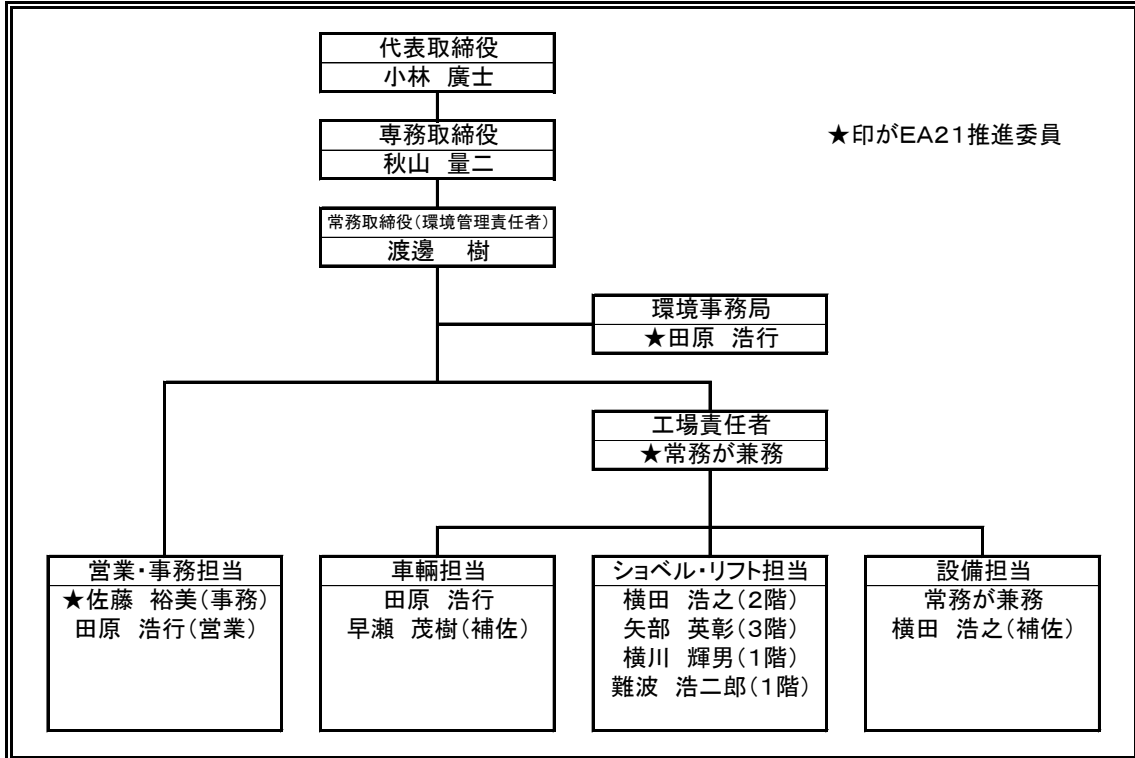 代表取締役
小林　廣士
専務取締役
秋山　量二
★印がEA21推進委員
常務取締役(環境管理責任者)
渡邊　樹
環境事務局
★田原　浩行
工場責任者
★常務が兼務
営業・事務担当
★佐藤　裕美(事務)
田原　浩行(営業)
車輌担当
田原　浩行
早瀬　茂樹(補佐)
ショベル・リフト担当
横田　浩之(2階)
矢部　英彰(3階)
横川　輝男(1階)
難波　浩二郎(1階)
設備担当
常務が兼務
横田　浩之(補佐)